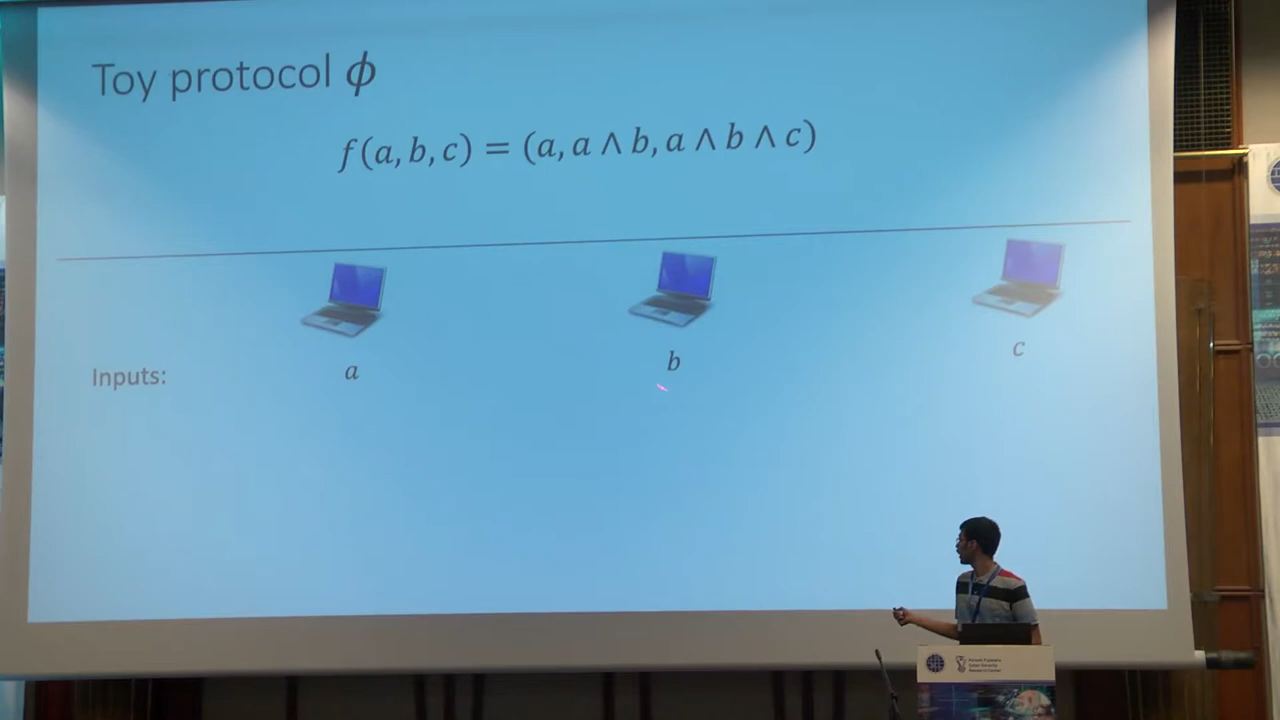 Toy protocol ϕ
f(a, b, c) = (a, a ∧ b, a ∧ b ∧ c)
Inputs: a b c